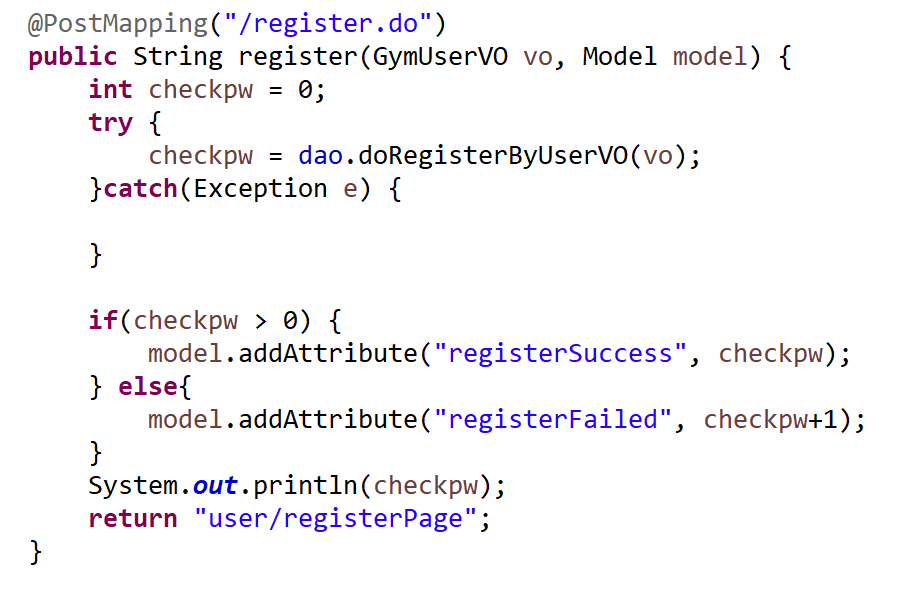 @PostMapping("/register.do")
public String register(GymUserVO vo, Model model) {
    int checkpw = 0;
    try {
        checkpw = dao.doRegisterByUserVO(vo);
    }catch(Exception e) {

    }

    if(checkpw > 0) {
        model.addAttribute("registerSuccess", checkpw);
    } else{
        model.addAttribute("registerFailed", checkpw+1);
    }
    System.out.println(checkpw);
    return "user/registerPage";
}